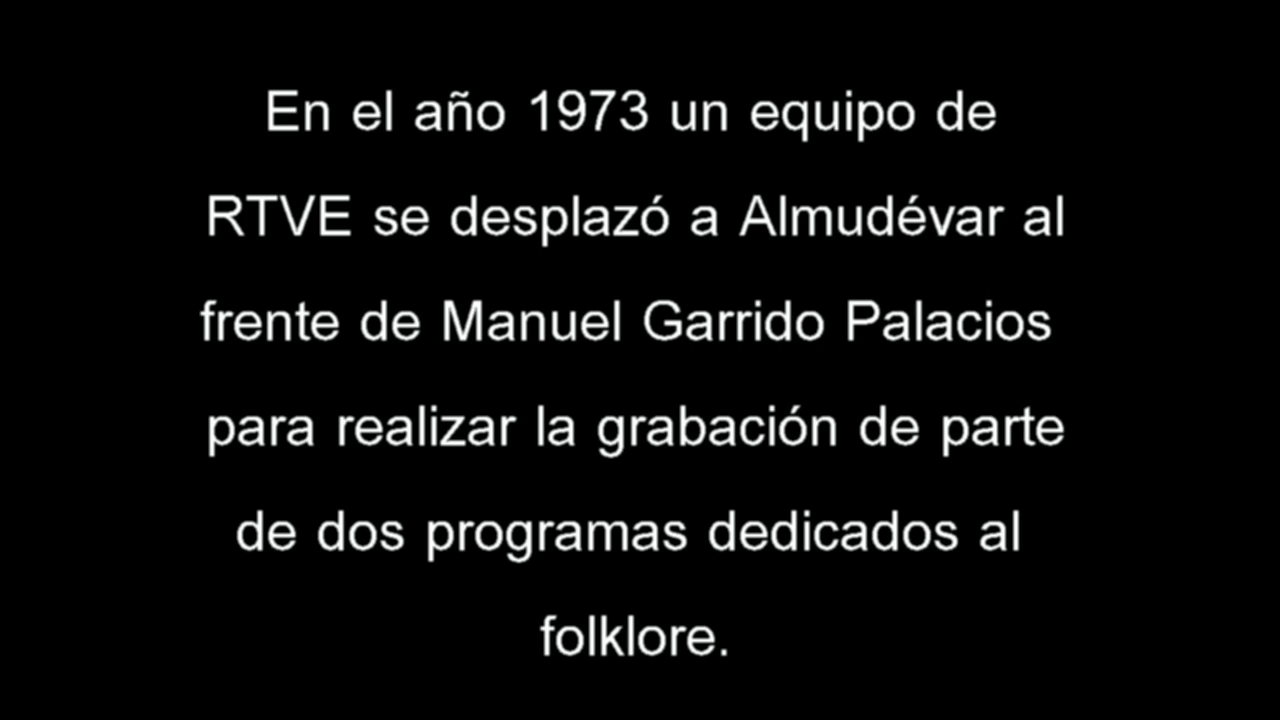 En el año 1973 un equipo de
RTVE se desplazó a Almudévar al
frente de Manuel Garrido Palacios
para realizar la grabación de parte
de dos programas dedicados al
folklore.